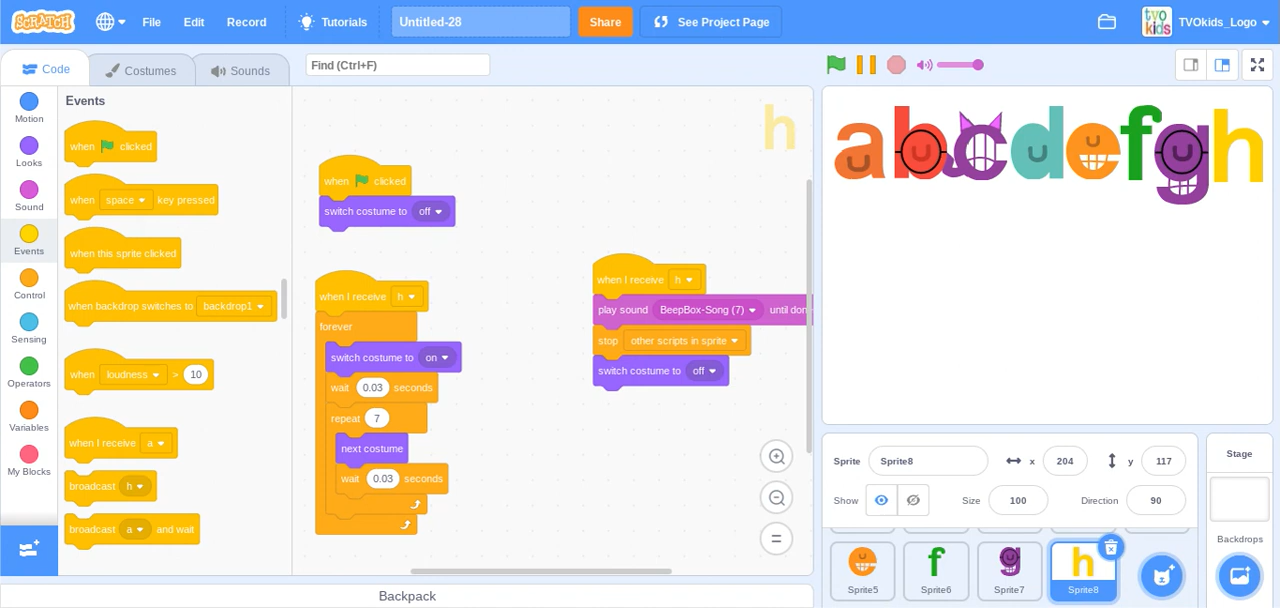 SCRATCH File Edit Record Tutorials Untitled-28 Share See Project Page tvo kids TVOkids_Logo
Code Costumes Sounds Find (Ctrl+F)
Motion
Looks
Sound
Events
Control
Sensing
Operators
Variables
My Blocks
Events
when clicked
when space key pressed
when this sprite clicked
when backdrop switches to backdrop1
when loudness > 10
when I receive a
broadcast h
broadcast a and wait
h
when clicked
switch costume to off
when I receive h
forever
switch costume to on
wait 0.03 seconds
repeat 7
next costume
wait 0.03 seconds
when I receive h
play sound BeepBox-Song (7) until don
stop other scripts in sprite
switch costume to off
=
Backpack
a b c d e f g h
Sprite Sprite8 x 204 y 117
Show Size 100 Direction 90
e f g h
Sprite5 Sprite6 Sprite7 Sprite8
Stage
Backdrops